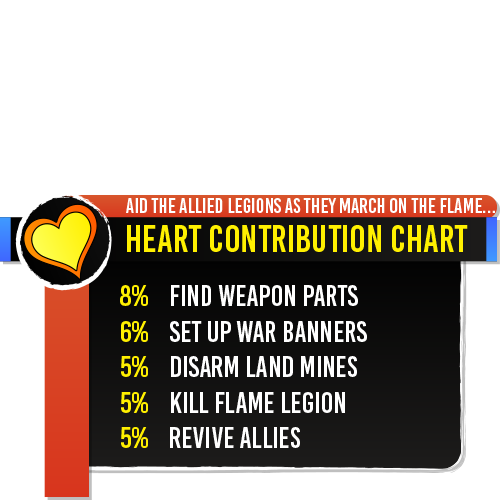 AID THE ALLIED LEGIONS AS THEY MARCH ON THE FLAME...
HEART CONTRIBUTION CHART
8% FIND WEAPON PARTS
6% SET UP WAR BANNERS
5% DISARM LAND MINES
5% KILL FLAME LEGION
5% REVIVE ALLIES